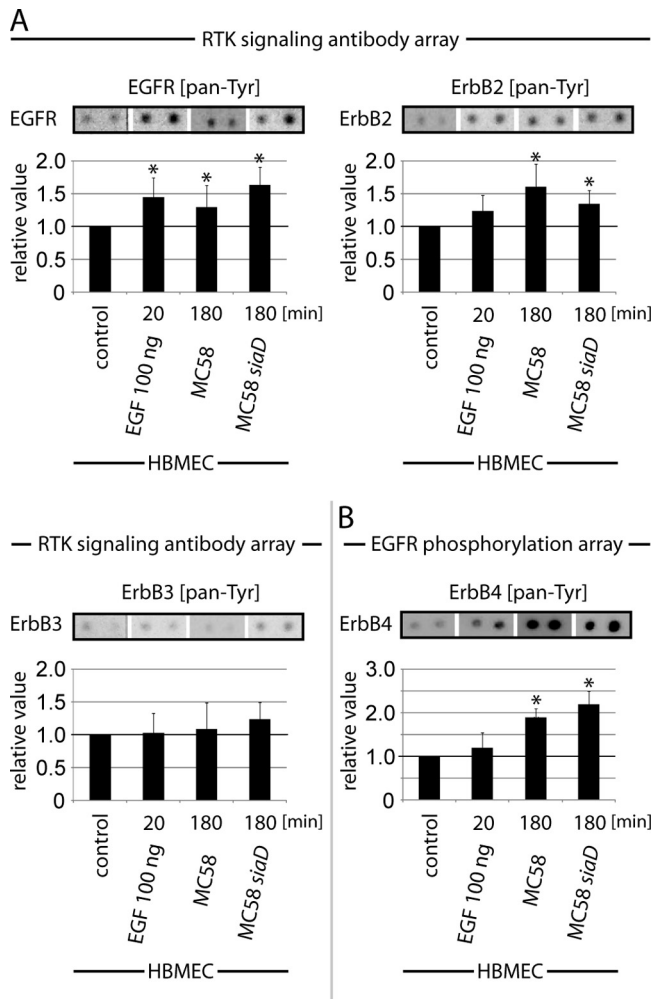 A
RTK signaling antibody array
EGFR [pan-Tyr]
EGFR
relative value
2.0
1.5
1.0
0.5
0
20 180 180 [min]
control
EGF 100 ng
MC58
MC58 siaD
HBMEC
ErbB2 [pan-Tyr]
ErbB2
relative value
2.0
1.5
1.0
0.5
0
20 180 180 [min]
control
EGF 100 ng
MC58
MC58 siaD
HBMEC
RTK signaling antibody array
ErbB3 [pan-Tyr]
ErbB3
relative value
2.0
1.5
1.0
0.5
0
20 180 180 [min]
control
EGF 100 ng
MC58
MC58 siaD
HBMEC
B
EGFR phosphorylation array
ErbB4 [pan-Tyr]
ErbB4
relative value
3.0
2.0
1.0
0
20 180 180 [min]
control
EGF 100 ng
MC58
MC58 siaD
HBMEC